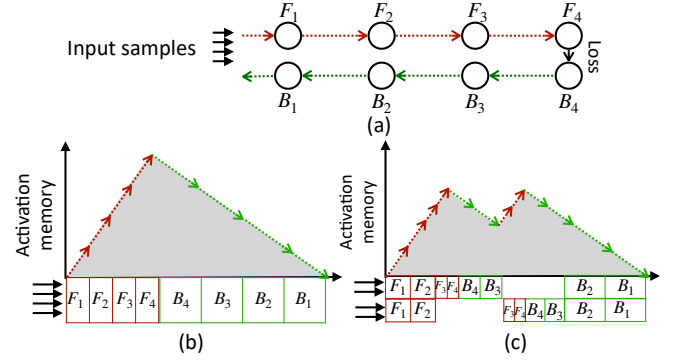 F1 F2 F3 F4
Input samples
Loss
B1 B2 B3 B4
(a)
Activation
memory
F1 F2 F3 F4 B4 B3 B2 B1
(b)
Activation
memory
F1 F2 F3 F4 B4 B3 B2 B1
F1 F2 F3 F4 B4 B3 B2 B1
(c)